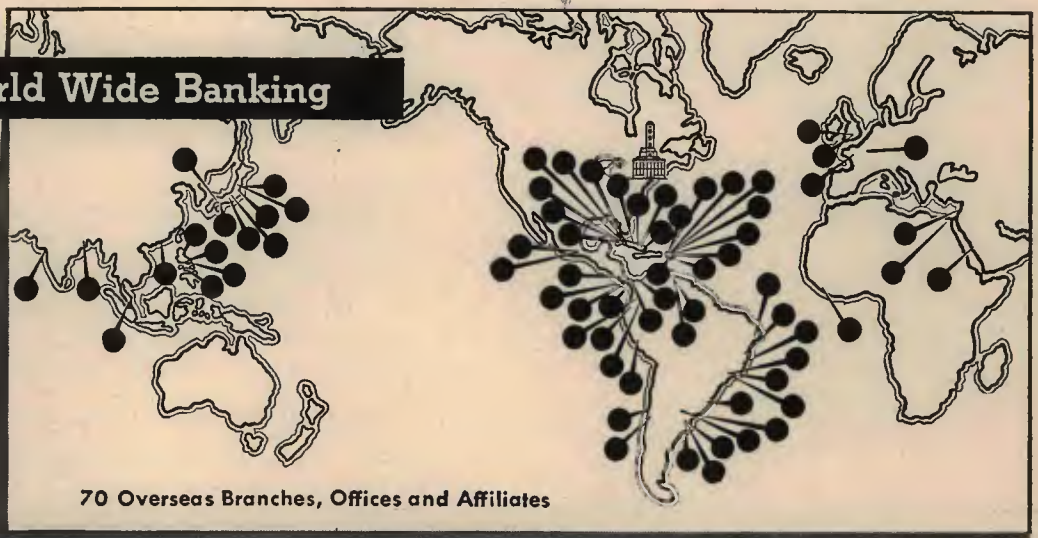 rld Wide Banking
70 Overseas Branches, Offices and Affiliates